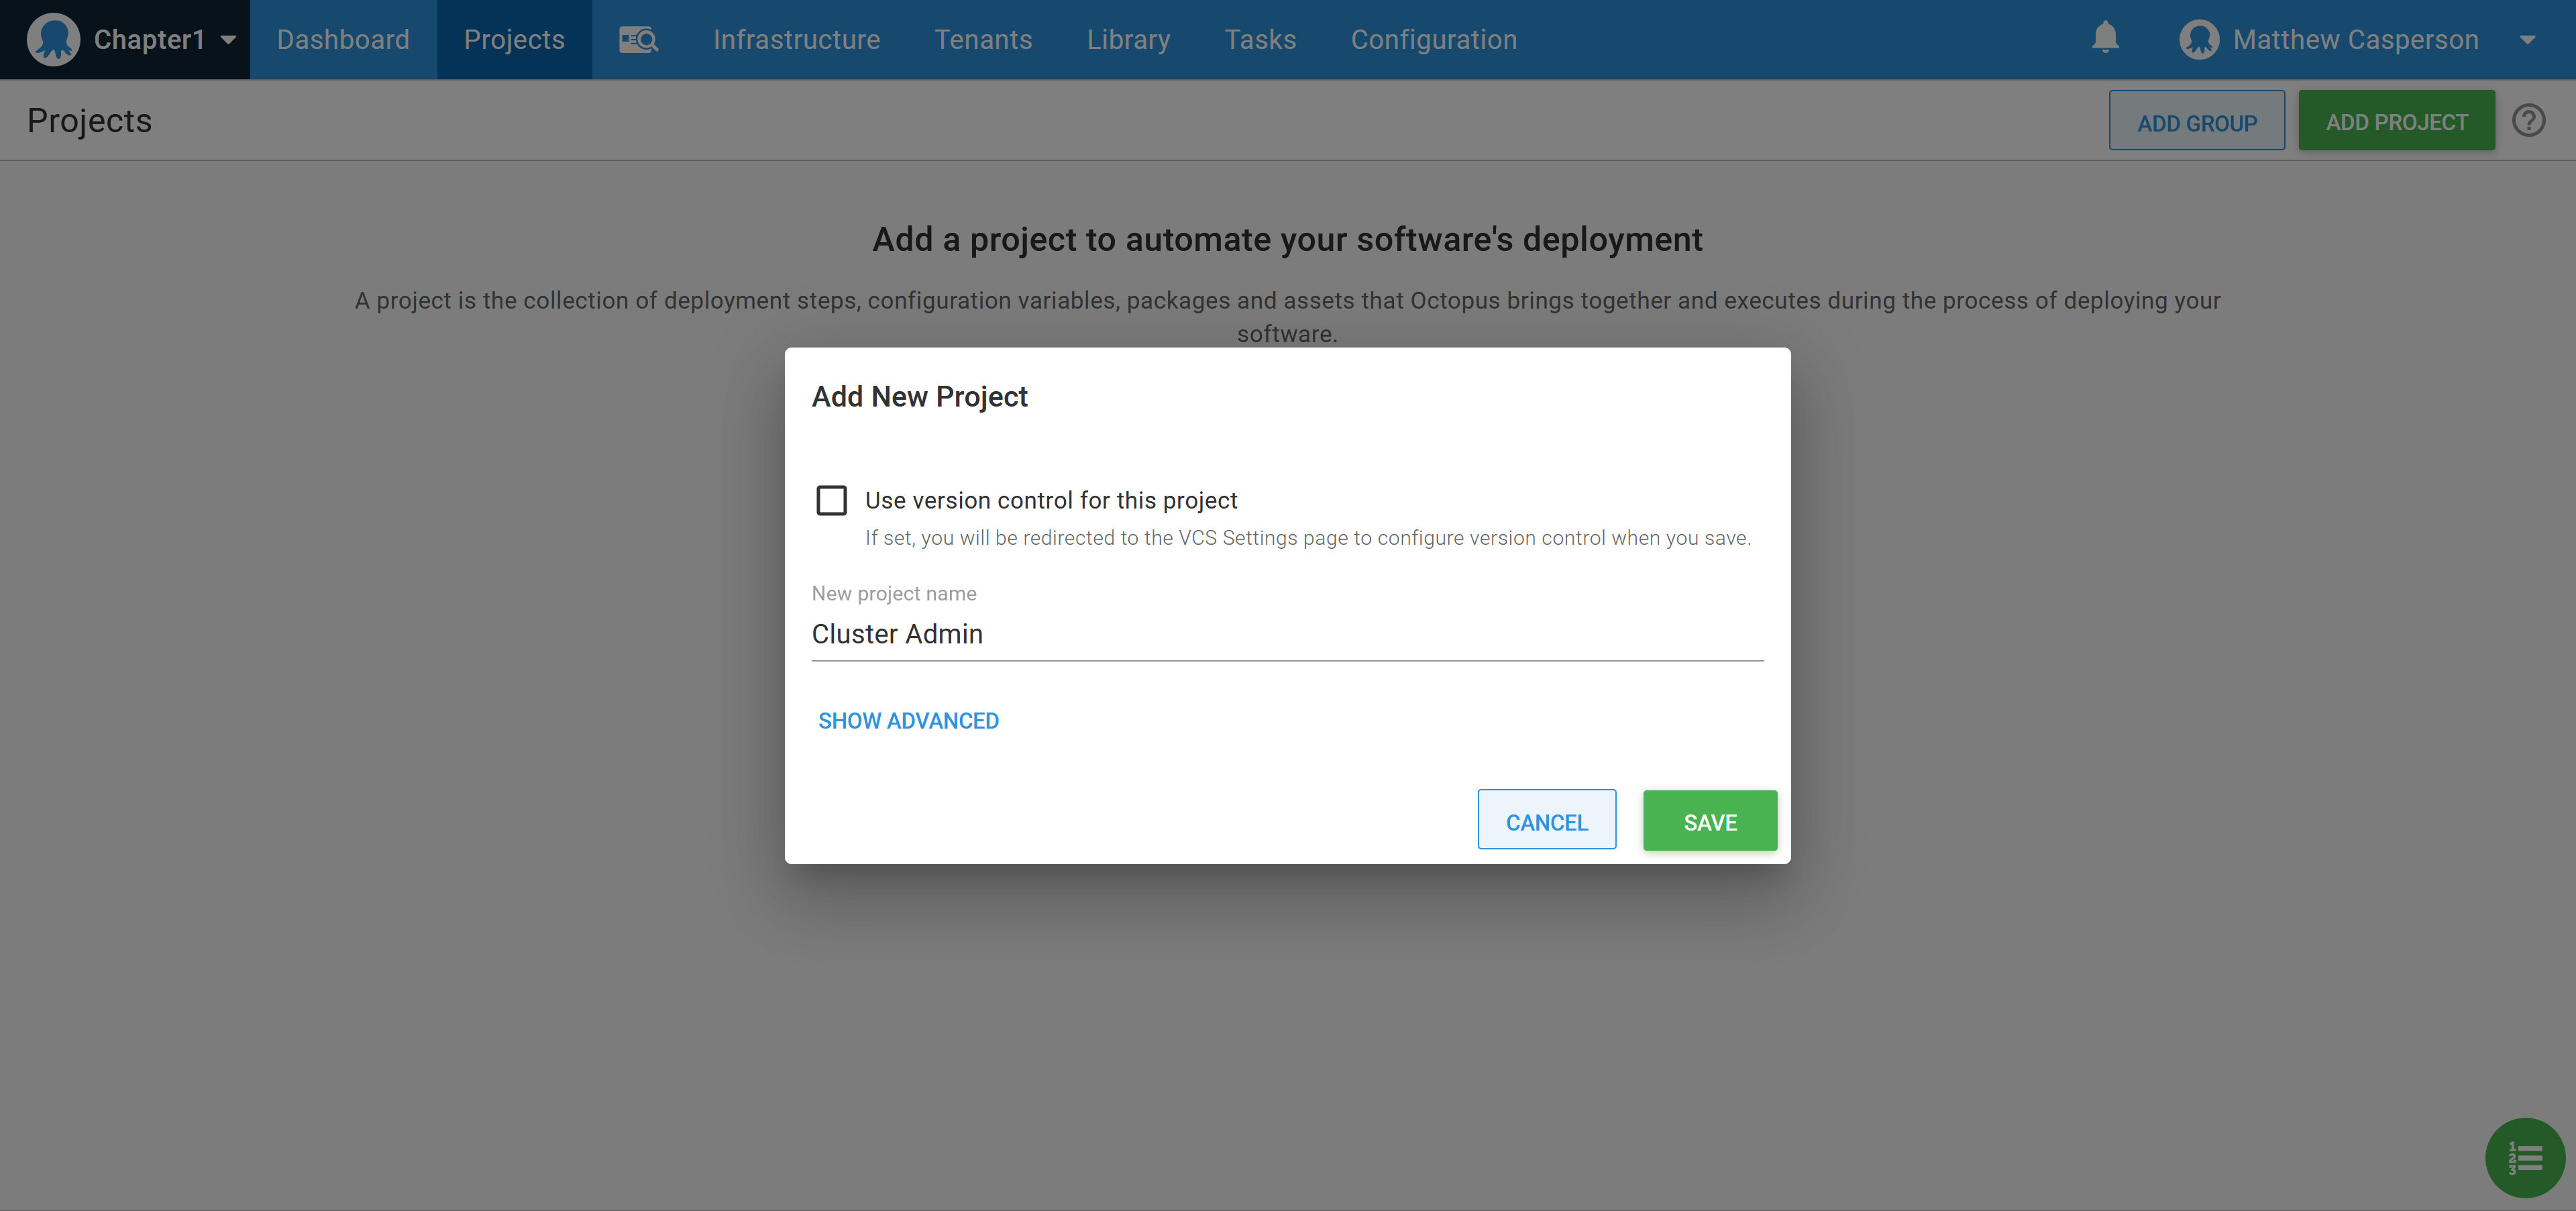 Chapter1 Dashboard Projects Infrastructure Tenants Library Tasks Configuration Matthew Casperson
Projects ADD GROUP ADD PROJECT ?
Add a project to automate your software's deployment
A project is the collection of deployment steps, configuration variables, packages and assets that Octopus brings together and executes during the process of deploying your
software.
Add New Project
Use version control for this project
If set, you will be redirected to the VCS Settings page to configure version control when you save.
New project name
Cluster Admin
SHOW ADVANCED
CANCEL SAVE
1
2
3